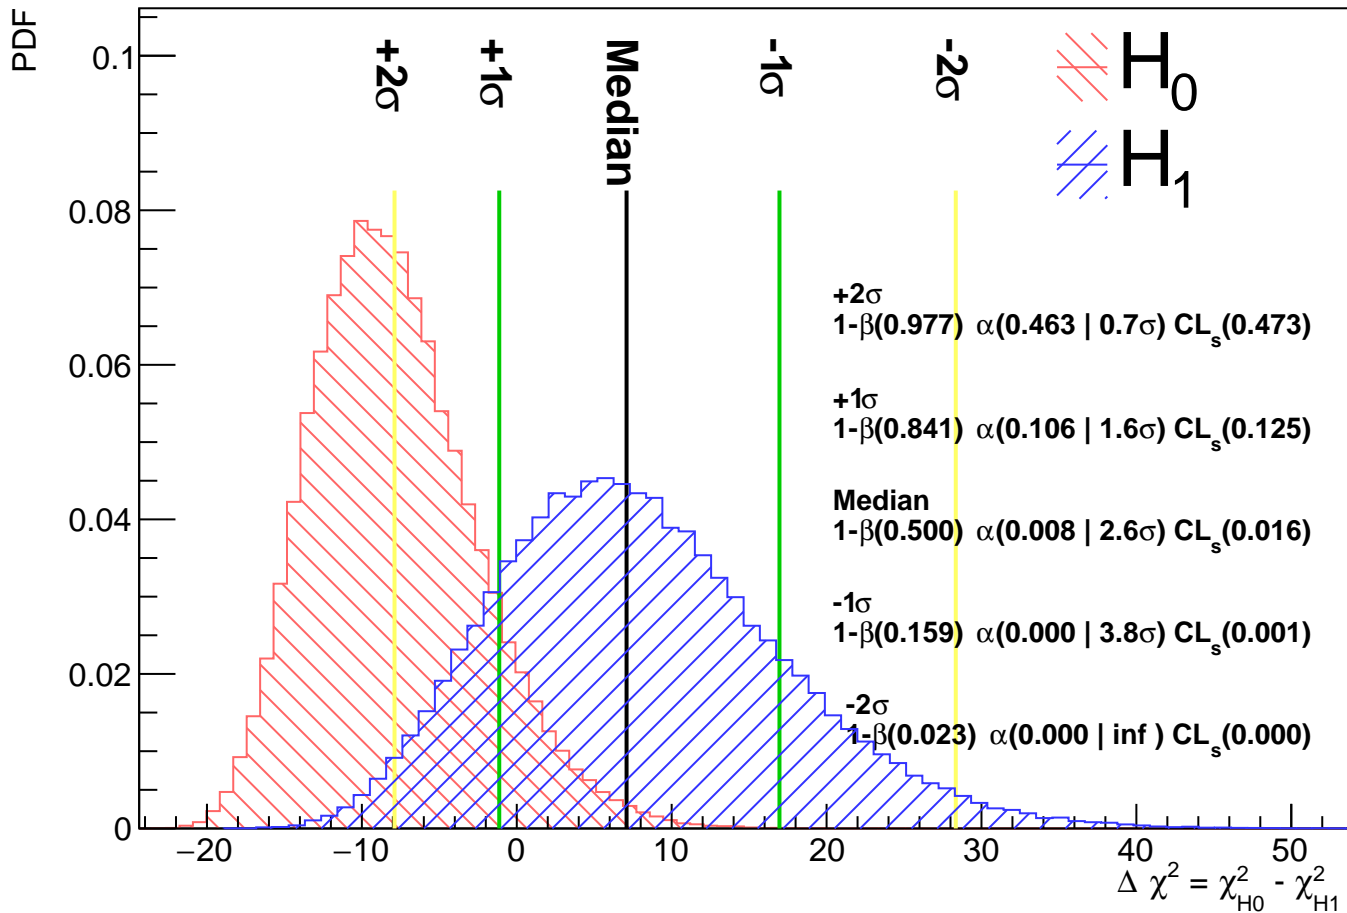 PDF
0.1
0.08
0.06
0.04
0.02
0
+2σ
+1σ
Median
-1σ
-2σ
H₀
H₁
+2σ
1-β(0.977) α(0.463 | 0.7σ) CLₛ(0.473)
+1σ
1-β(0.841) α(0.106 | 1.6σ) CLₛ(0.125)
Median
1-β(0.500) α(0.008 | 2.6σ) CLₛ(0.016)
-1σ
1-β(0.159) α(0.000 | 3.8σ) CLₛ(0.001)
-2σ
1-β(0.023) α(0.000 | inf ) CLₛ(0.000)
−20 −10 0 10 20 30 40 50
Δ χ² = χ²_H0 - χ²_H1